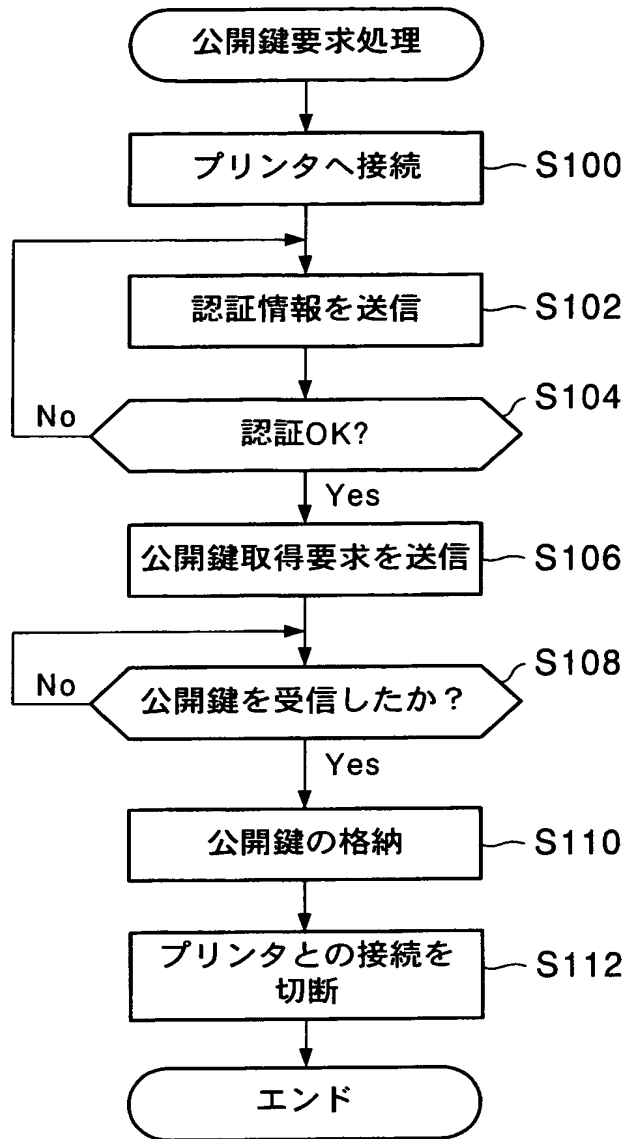 公開鍵要求処理
プリンタへ接続
S100
認証情報を送信
S102
認証OK?
S104
No
Yes
公開鍵取得要求を送信
S106
公開鍵を受信したか？
S108
No
Yes
公開鍵の格納
S110
プリンタとの接続を
切断
S112
エンド